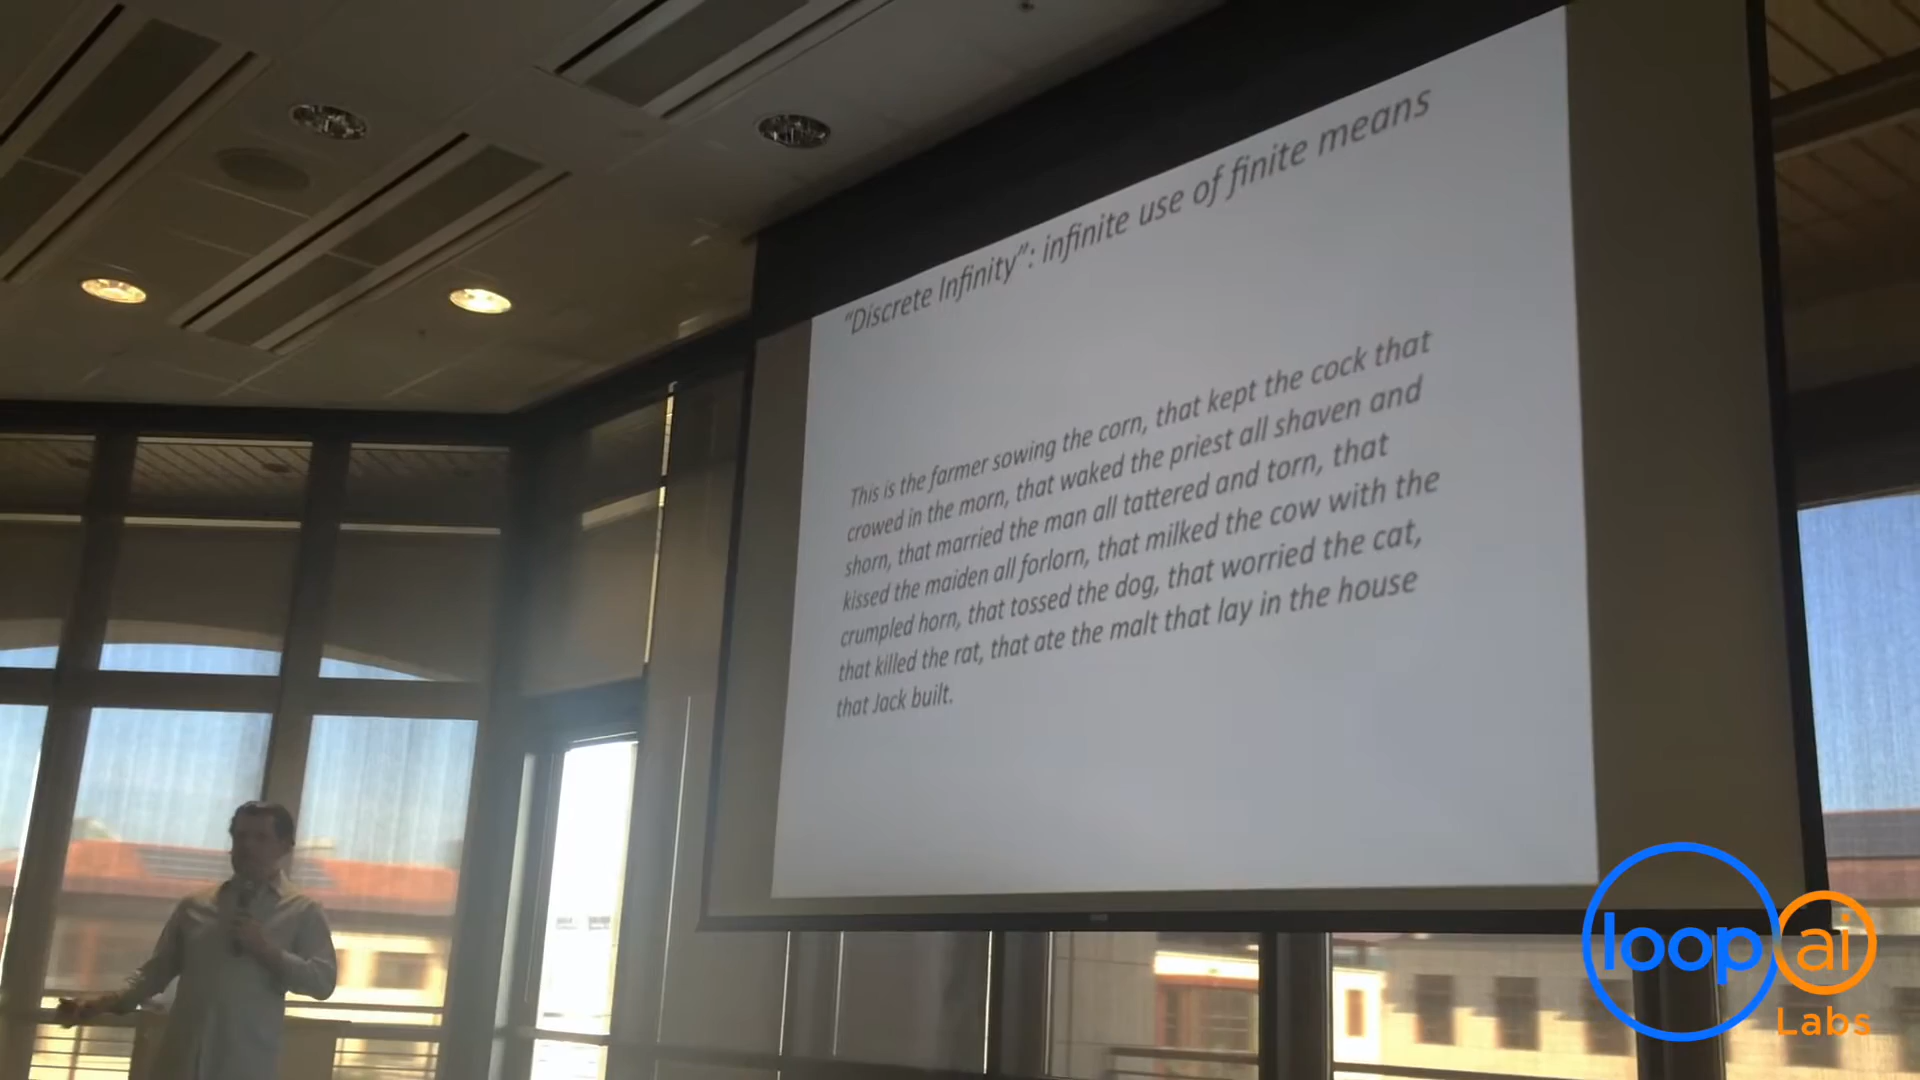 "Discrete Infinity": infinite use of finite means
This is the farmer sowing the corn, that kept the cock that
crowed in the morn, that waked the priest all shaven and
shorn, that married the man all tattered and torn, that
kissed the maiden all forlorn, that milked the cow with the
crumpled horn, that tossed the dog, that worried the cat,
that killed the rat, that ate the malt that lay in the house
that Jack built.
loop ai
Labs